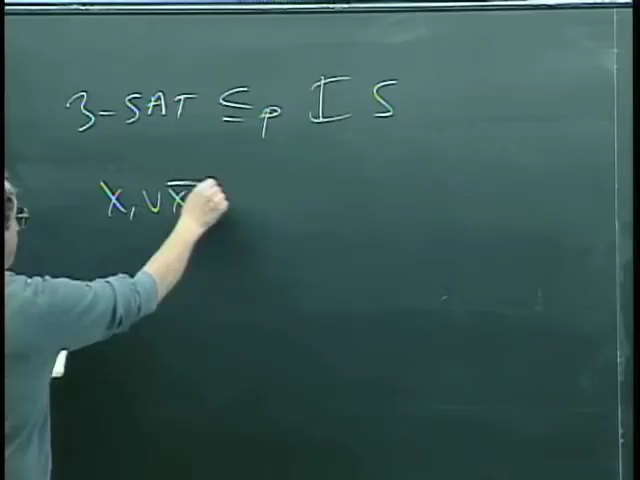 3-SAT ≤p IS
X₁ ∨ x̅